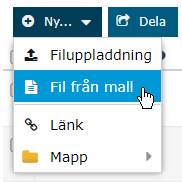 Ny... Dela
Filuppladdning
Fil från mall
Länk
Mapp